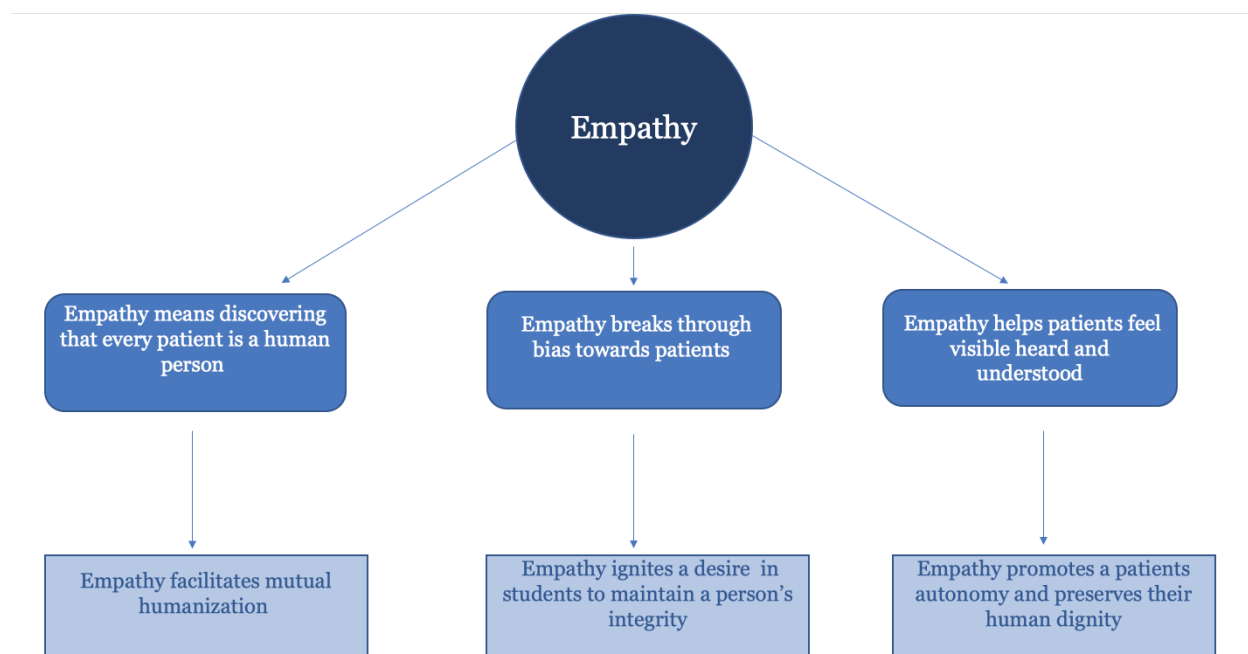 Empathy
Empathy means discovering
that every patient is a human
person
Empathy breaks through
bias towards patients
Empathy helps patients feel
visible heard and
understood
Empathy facilitates mutual
humanization
Empathy ignites a desire in
students to maintain a person's
integrity
Empathy promotes a patients
autonomy and preserves their
human dignity